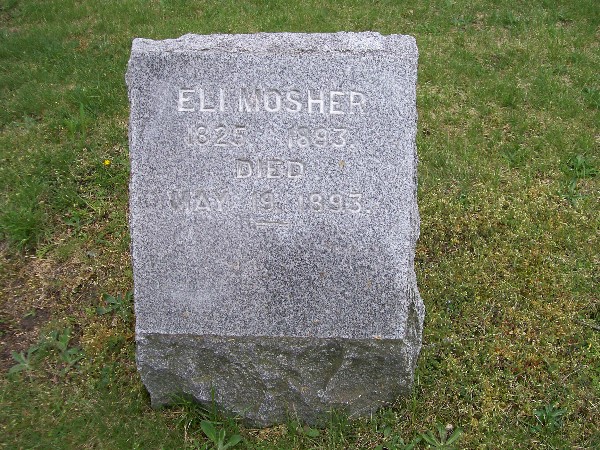 ELI MOSHER
1825. 1893.
DIED
MAY 19. 1893.